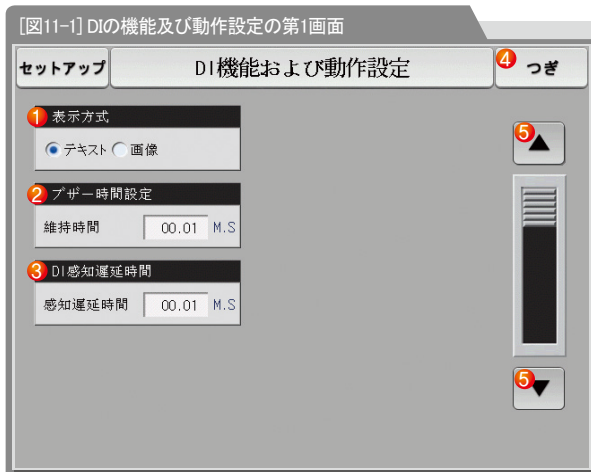 [図11-1] DIの機能及び動作設定の第1画面
セットアップ DI機能および動作設定 4 つぎ
1 表示方式
テキスト 画像
5 ▲
2 ブザー時間設定
維持時間 00.01 M.S
3 DI感知遅延時間
感知遅延時間 00.01 M.S
5 ▼